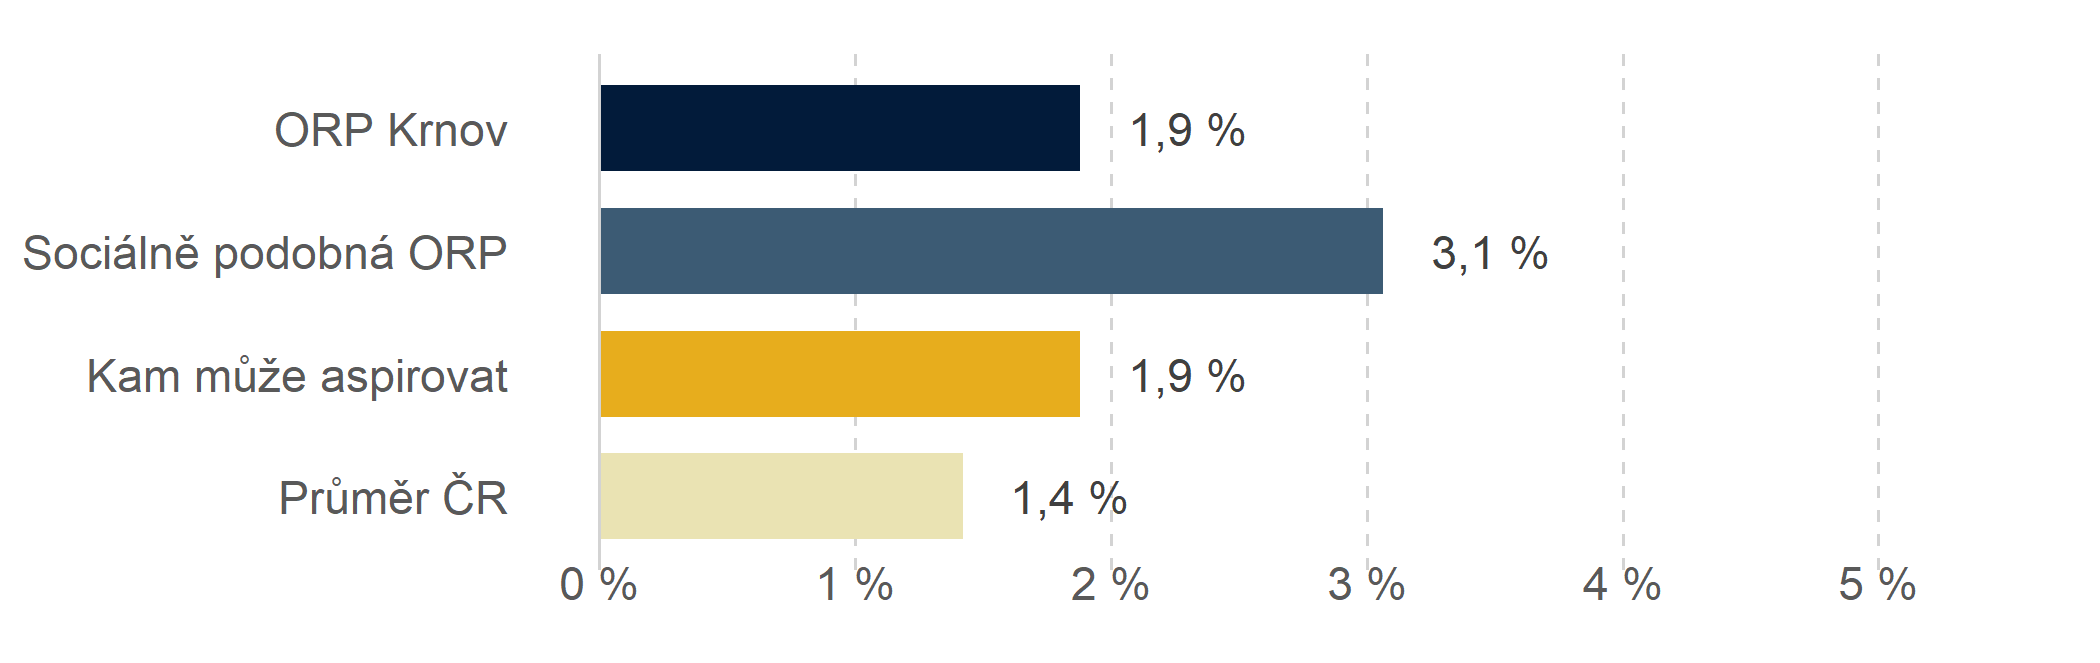 ORP Krnov
1,9 %
Sociálně podobná ORP
3,1 %
Kam může aspirovat
1,9 %
Průměr ČR
1,4 %
0 %
1 %
2 %
3 %
4 %
5 %